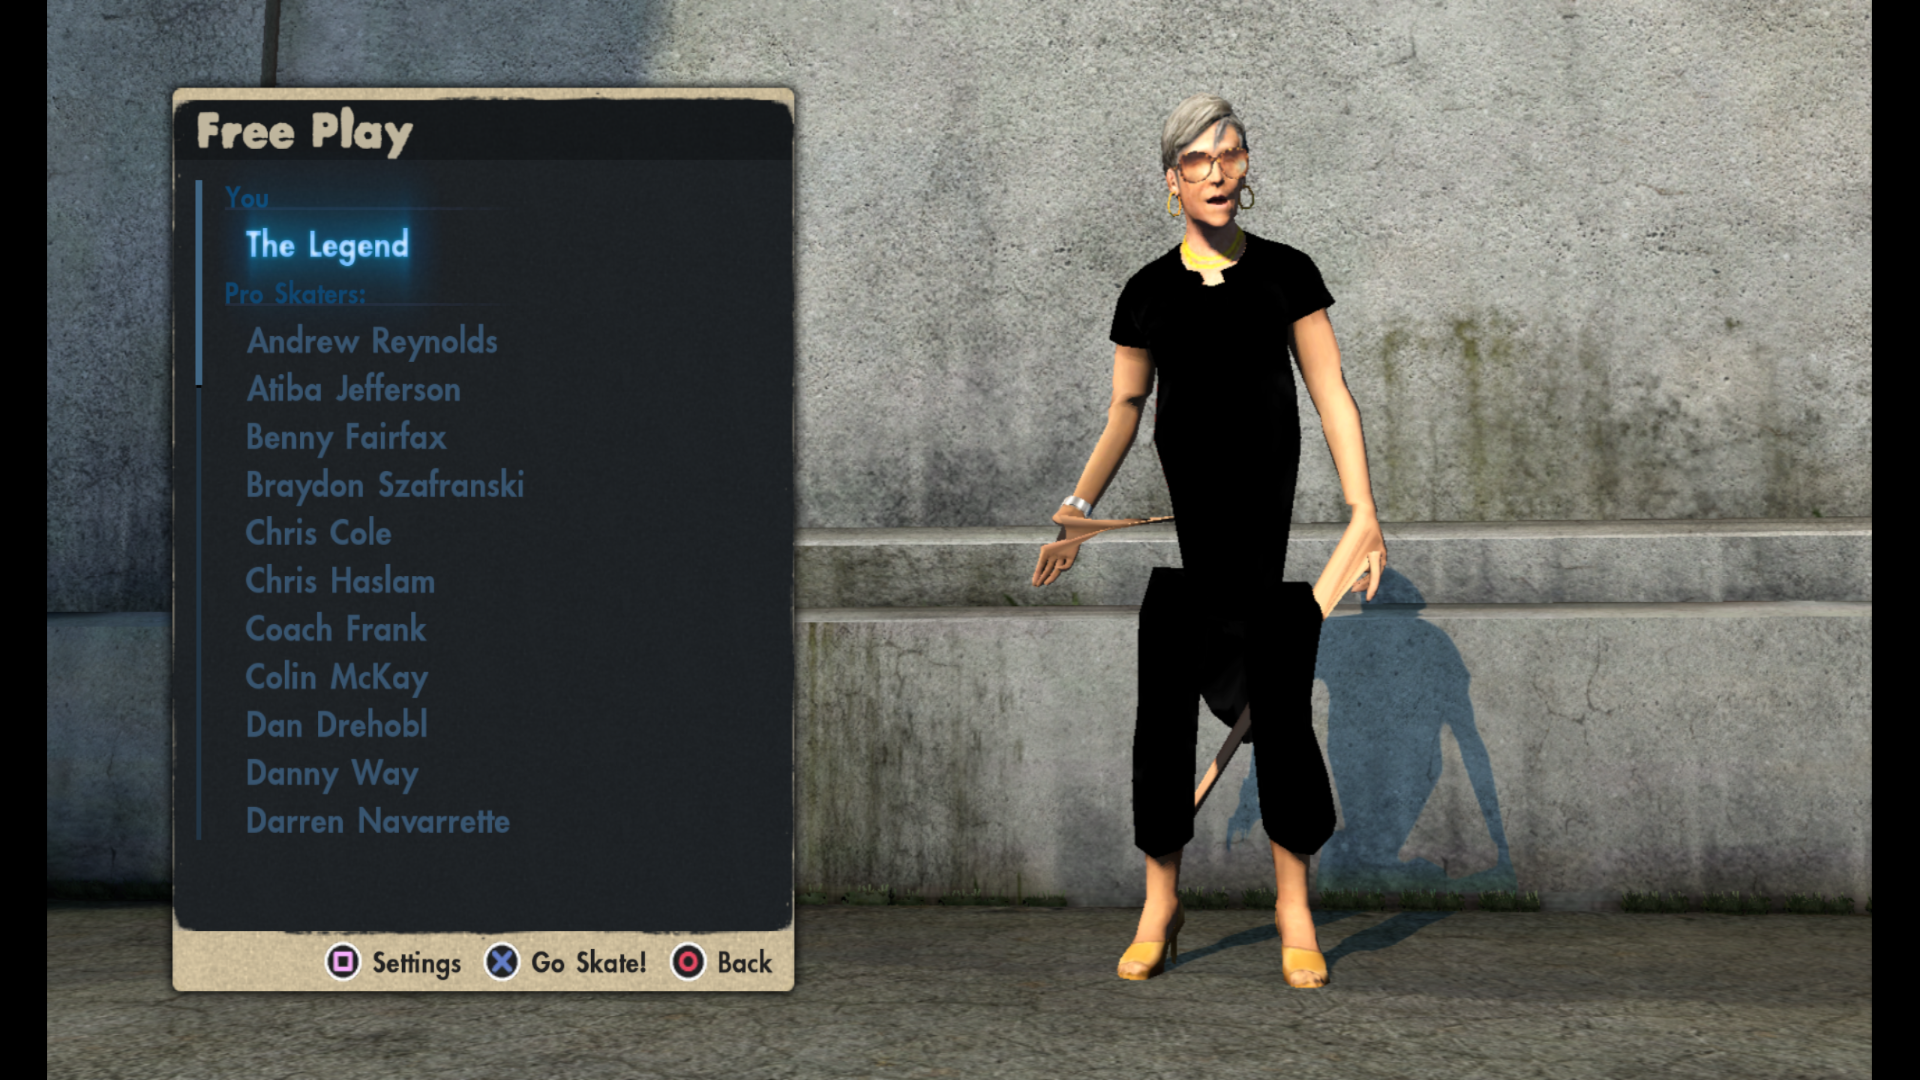 Free Play
You
The Legend
Pro Skaters:
Andrew Reynolds
Atiba Jefferson
Benny Fairfax
Braydon Szafranski
Chris Cole
Chris Haslam
Coach Frank
Colin McKay
Dan Drehobl
Danny Way
Darren Navarrette
Settings Go Skate! Back